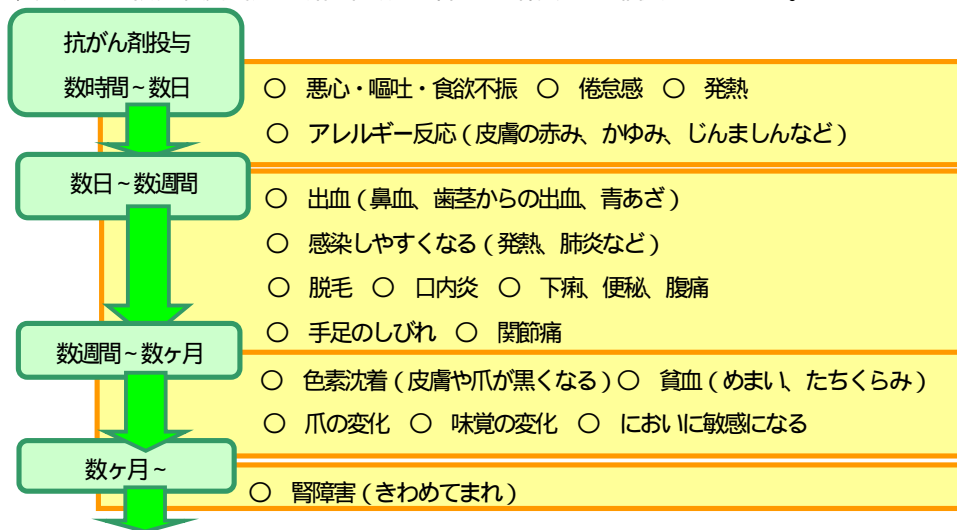 抗がん剤投与
数時間~数日
○ 悪心・嘔吐・食欲不振 ○ 倦怠感 ○ 発熱
○ アレルギー反応(皮膚の赤み、かゆみ、じんましんなど)
数日~数週間
○ 出血(鼻血、歯茎からの出血、青あざ)
○ 感染しやすくなる(発熱、肺炎など)
○ 脱毛 ○ 口内炎 ○ 下痢、便秘、腹痛
○ 手足のしびれ ○ 関節痛
数週間~数ヶ月
○ 色素沈着(皮膚や爪が黒くなる)○ 貧血(めまい、たちくらみ)
○ 爪の変化 ○ 味覚の変化 ○ においに敏感になる
数ヶ月~
○ 腎障害(きわめてまれ)